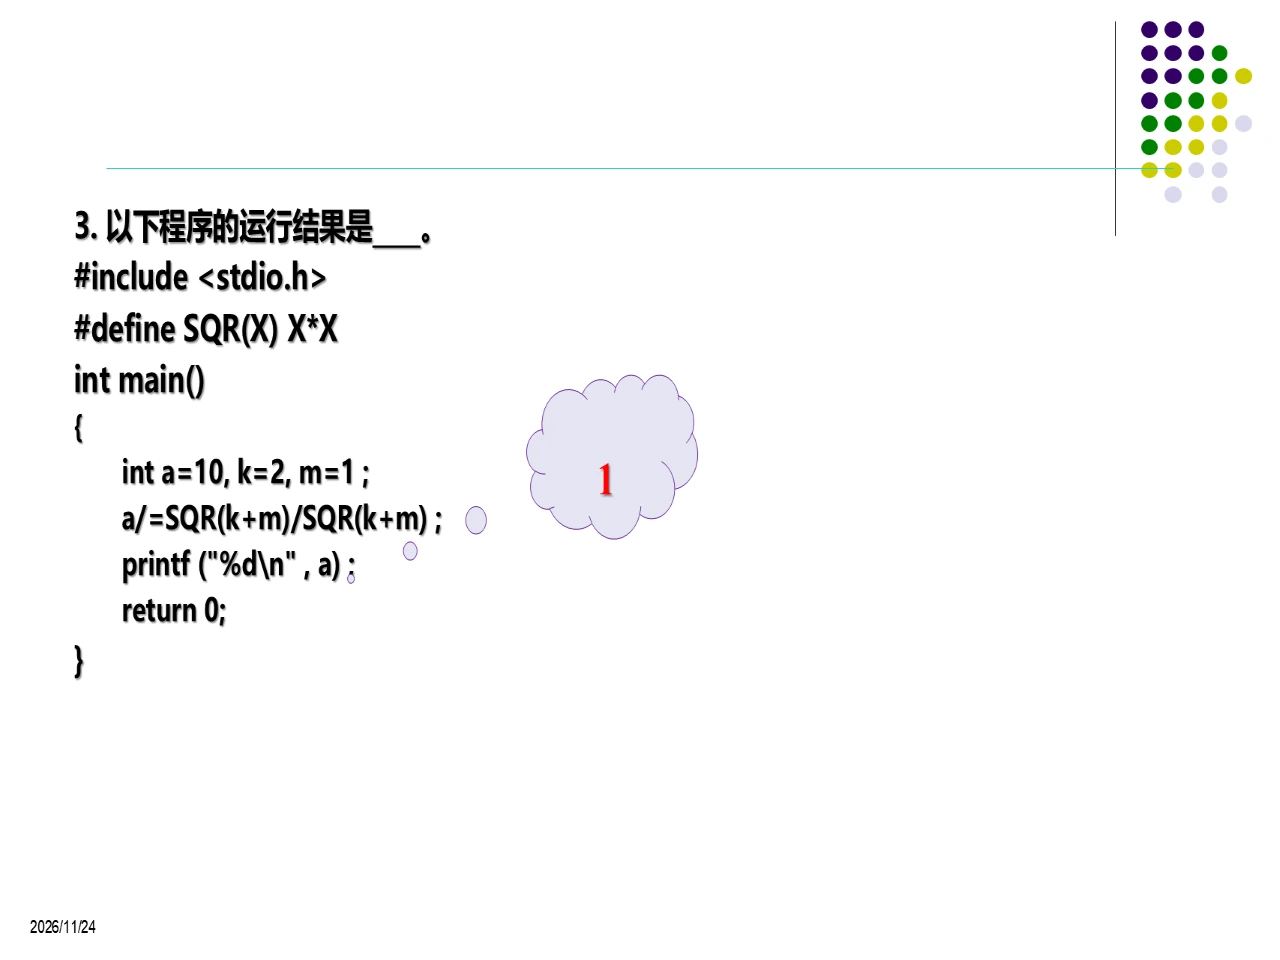 3. 以下程序的运行结果是____。
#include <stdio.h>
#define SQR(X) X*X
int main()
{
int a=10, k=2, m=1 ;
a/=SQR(k+m)/SQR(k+m) ;
printf ("%d\n" , a) ;
return 0;
}
1
2026/11/24